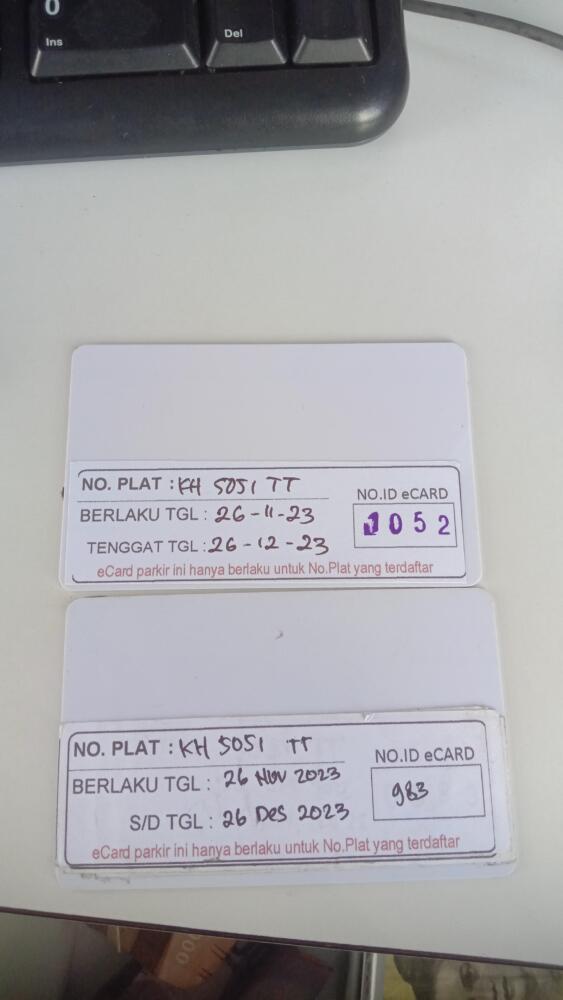 0
Ins
Del
NO. PLAT : KH 5051 TT
NO.ID eCARD
BERLAKU TGL : 26-11-23
1052
TENGGAT TGL : 26-12-23
eCard parkir ini hanya berlaku untuk No.Plat yang terdaftar
NO. PLAT : KH 5051 TT
NO.ID eCARD
BERLAKU TGL : 26 Nov 2023
983
S/D TGL : 26 Des 2023
eCard parkir ini hanya berlaku untuk No.Plat yang terdaftar